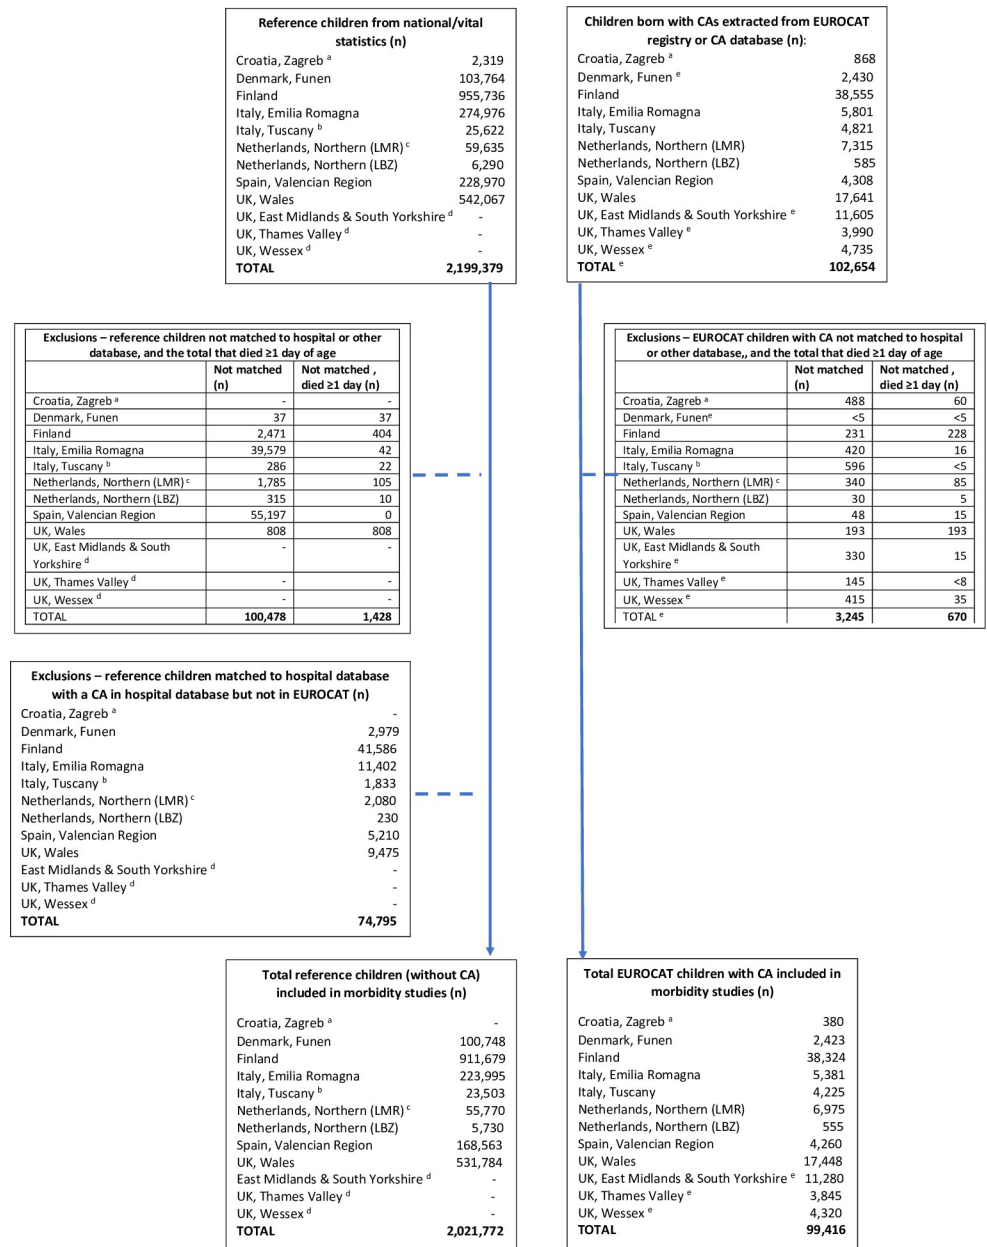 Reference children from national/vital
statistics (n)
Croatia, Zagreb a 2,319
Denmark, Funen 103,764
Finland 955,736
Italy, Emilia Romagna 274,976
Italy, Tuscany b 25,622
Netherlands, Northern (LMR) c 59,635
Netherlands, Northern (LBZ) 6,290
Spain, Valencian Region 228,970
UK, Wales 542,067
UK, East Midlands & South Yorkshire d -
UK, Thames Valley d -
UK, Wessex d -
TOTAL 2,199,379
Children born with CAs extracted from EUROCAT
registry or CA database (n):
Croatia, Zagreb a 868
Denmark, Funen e 2,430
Finland 38,555
Italy, Emilia Romagna 5,801
Italy, Tuscany 4,821
Netherlands, Northern (LMR) 7,315
Netherlands, Northern (LBZ) 585
Spain, Valencian Region 4,308
UK, Wales 17,641
UK, East Midlands & South Yorkshire e 11,605
UK, Thames Valley e 3,990
UK, Wessex e 4,735
TOTAL e 102,654
Exclusions – reference children not matched to hospital or other
database, and the total that died ≥1 day of age
Not matched Not matched ,
(n) died ≥1 day (n)
Croatia, Zagreb a - -
Denmark, Funen 37 37
Finland 2,471 404
Italy, Emilia Romagna 39,579 42
Italy, Tuscany b 286 22
Netherlands, Northern (LMR) c 1,785 105
Netherlands, Northern (LBZ) 315 10
Spain, Valencian Region 55,197 0
UK, Wales 808 808
UK, East Midlands & South - -
Yorkshire d
UK, Thames Valley d - -
UK, Wessex d - -
TOTAL 100,478 1,428
Exclusions – EUROCAT children with CA not matched to hospital
or other database,, and the total that died ≥1 day of age
Not matched Not matched ,
(n) died ≥1 day (n)
Croatia, Zagreb a 488 60
Denmark, Funen e <5 <5
Finland 231 228
Italy, Emilia Romagna 420 16
Italy, Tuscany b 596 <5
Netherlands, Northern (LMR) c 340 85
Netherlands, Northern (LBZ) 30 5
Spain, Valencian Region 48 15
UK, Wales 193 193
UK, East Midlands & South
Yorkshire e 330 15
UK, Thames Valley e 145 <8
UK, Wessex e 415 35
TOTAL e 3,245 670
Exclusions – reference children matched to hospital database
with a CA in hospital database but not in EUROCAT (n)
Croatia, Zagreb a -
Denmark, Funen 2,979
Finland 41,586
Italy, Emilia Romagna 11,402
Italy, Tuscany b 1,833
Netherlands, Northern (LMR) c 2,080
Netherlands, Northern (LBZ) 230
Spain, Valencian Region 5,210
UK, Wales 9,475
East Midlands & South Yorkshire d -
UK, Thames Valley d -
UK, Wessex d -
TOTAL 74,795
Total reference children (without CA)
included in morbidity studies (n)
Croatia, Zagreb a -
Denmark, Funen 100,748
Finland 911,679
Italy, Emilia Romagna 223,995
Italy, Tuscany b 23,503
Netherlands, Northern (LMR) c 55,770
Netherlands, Northern (LBZ) 5,730
Spain, Valencian Region 168,563
UK, Wales 531,784
East Midlands & South Yorkshire d -
UK, Thames Valley d -
UK, Wessex d -
TOTAL 2,021,772
Total EUROCAT children with CA included in
morbidity studies (n)
Croatia, Zagreb a 380
Denmark, Funen 2,423
Finland 38,324
Italy, Emilia Romagna 5,381
Italy, Tuscany 4,225
Netherlands, Northern (LMR) 6,975
Netherlands, Northern (LBZ) 555
Spain, Valencian Region 4,260
UK, Wales 17,448
UK, East Midlands & South Yorkshire e 11,280
UK, Thames Valley e 3,845
UK, Wessex e 4,320
TOTAL 99,416